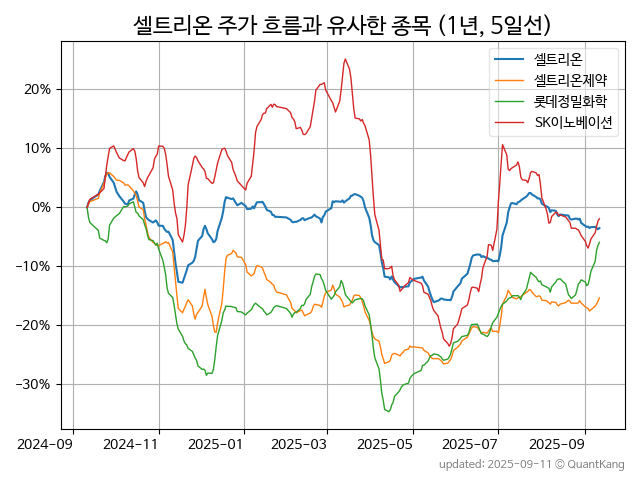 셀트리온 주가 흐름과 유사한 종목 (1년, 5일선)
셀트리온
셀트리온제약
롯데정밀화학
SK이노베이션
20%
10%
0%
−10%
−20%
−30%
2024-09
2024-11
2025-01
2025-03
2025-05
2025-07
2025-09
updated: 2025-09-11 © QuantKang